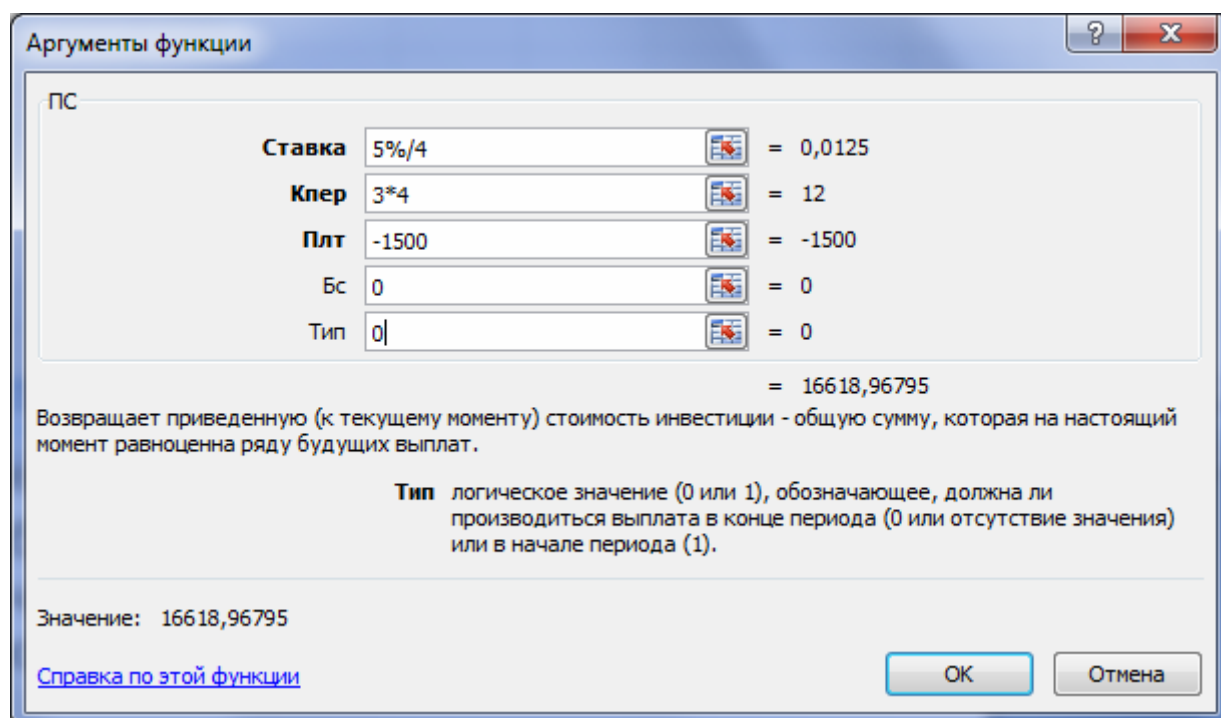 Аргументы функции
ПС
Ставка 5%/4 = 0,0125
Кпер 3*4 = 12
Плт -1500 = -1500
Бс 0 = 0
Тип 0 = 0
= 16618,96795
Возвращает приведенную (к текущему моменту) стоимость инвестиции - общую сумму, которая на настоящий
момент равноценна ряду будущих выплат.
Тип логическое значение (0 или 1), обозначающее, должна ли
производиться выплата в конце периода (0 или отсутствие значения)
или в начале периода (1).
Значение: 16618,96795
Справка по этой функции
ОК
Отмена